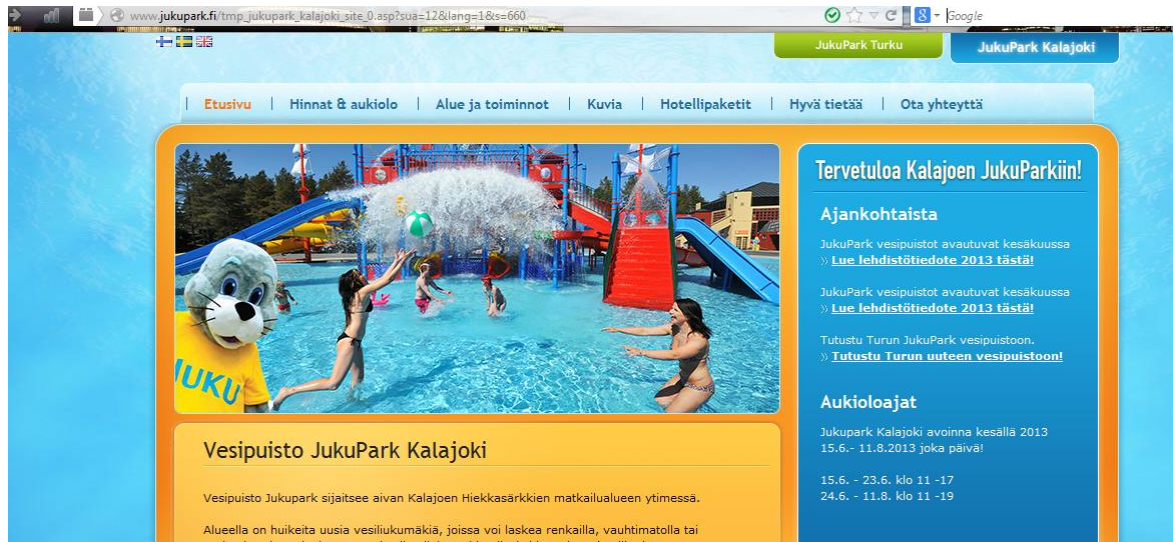 www.jukupark.fi/tmp_jukupark_kalajoki_site_0.asp?sua=12&lang=1&s=660
Google
JukuPark Turku
JukuPark Kalajoki
| Etusivu | Hinnat & aukiolo | Alue ja toiminnot | Kuvia | Hotellipaketit | Hyvä tietää | Ota yhteyttä
JUKU
Vesipuisto JukuPark Kalajoki
Vesipuisto Jukupark sijaitsee aivan Kalajoen Hiekkasärkkien matkailualueen ytimessä.
Alueella on huikeita uusia vesiliukumäkiä, joissa voi laskea renkailla, vauhtimatolla tai
Tervetuloa Kalajoen JukuParkiin!
Ajankohtaista
JukuPark vesipuistot avautuvat kesäkuussa
» Lue lehdistötiedote 2013 tästä!
JukuPark vesipuistot avautuvat kesäkuussa
» Lue lehdistötiedote 2013 tästä!
Tutustu Turun JukuPark vesipuistoon.
» Tutustu Turun uuteen vesipuistoon!
Aukioloajat
Jukupark Kalajoki avoinna kesällä 2013
15.6.- 11.8.2013 joka päivä!
15.6. - 23.6. klo 11 -17
24.6. - 11.8. klo 11 -19